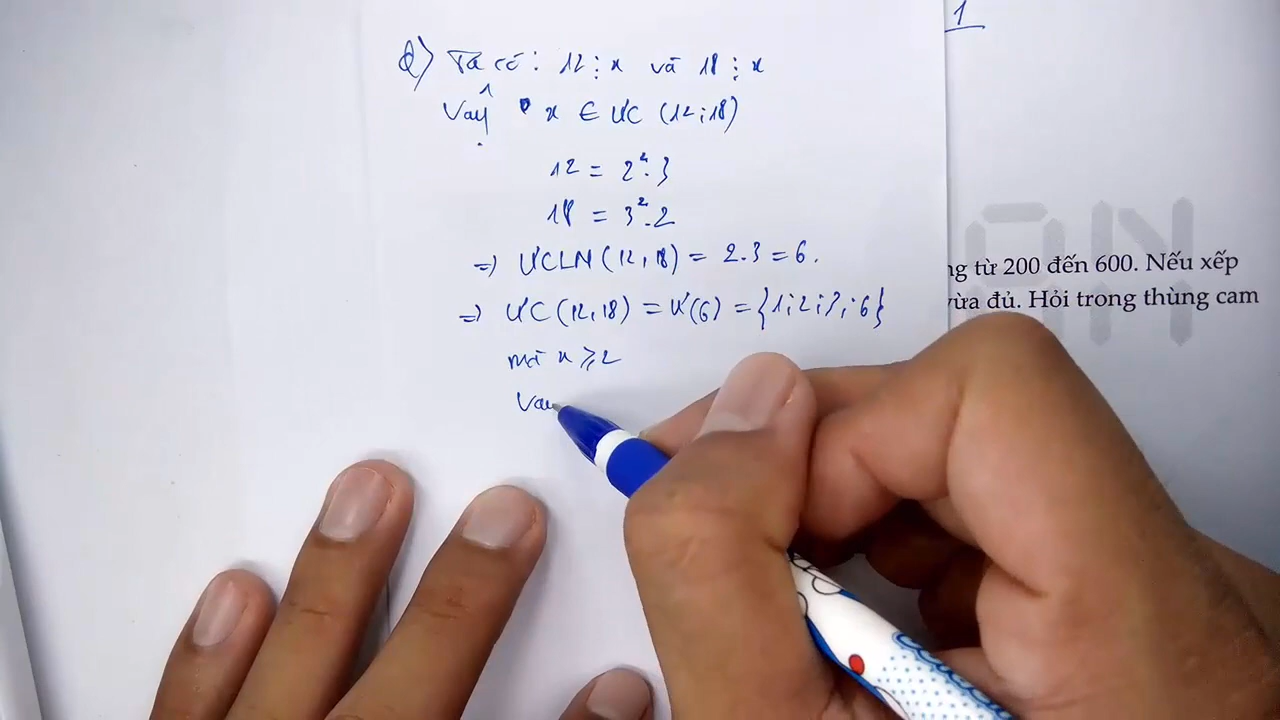 a) Ta có: 12 ⋮ x và 18 ⋮ x
Vậy x ∈ ƯC (12; 18)
12 = 2². 3
18 = 3². 2
=> ƯCLN (12, 18) = 2.3 = 6.
=> ƯC (12, 18) = Ư(6) = {1; 2; 3; 6}
mà x ⩾ 2
Vay
1
ng từ 200 đến 600. Nếu xếp
vừa đủ. Hỏi trong thùng cam